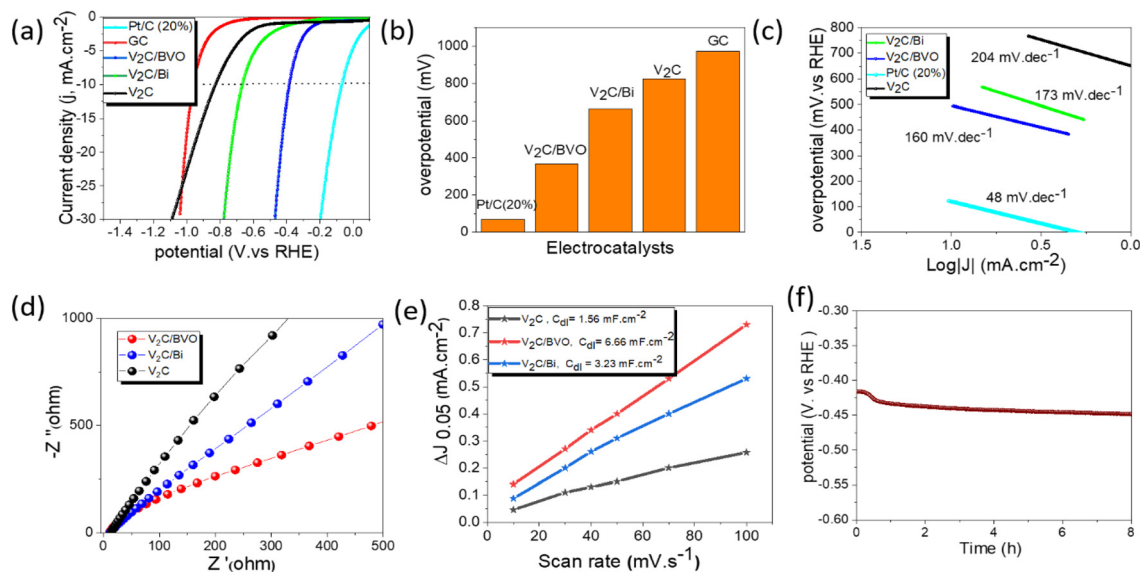 (a)
Current density (j, mA.cm-2)
0
-5
-10
-15
-20
-25
-30
Pt/C (20%)
GC
V2C/BVO
V2C/Bi
V2C
-1.4 -1.2 -1.0 -0.8 -0.6 -0.4 -0.2 0.0
potential (V.vs RHE)
(b)
overpotential (mV)
1000
800
600
400
200
0
Pt/C(20%)
V2C/BVO
V2C/Bi
V2C
GC
Electrocatalysts
(c)
overpotential (mV.vs RHE)
800
700
600
500
400
300
200
100
0
V2C/Bi
V2C/BVO
Pt/C (20%)
V2C
204 mV.dec-1
173 mV.dec-1
160 mV.dec-1
48 mV.dec-1
1.5 1.0 0.5 0.0
Log|J| (mA.cm-2)
(d)
-Z"(ohm)
1000
500
0
V2C/BVO
V2C/Bi
V2C
0 100 200 300 400 500
Z'(ohm)
(e)
ΔJ 0.05 (mA.cm-2)
0.8
0.7
0.6
0.5
0.4
0.3
0.2
0.1
0.0
V2C , Cdl= 1.56 mF.cm-2
V2C/BVO, Cdl= 6.66 mF.cm-2
V2C/Bi, Cdl= 3.23 mF.cm-2
0 20 40 60 80 100
Scan rate (mV.s-1)
(f)
potential (V. vs RHE)
-0.30
-0.35
-0.40
-0.45
-0.50
-0.55
-0.60
0 2 4 6 8
Time (h)